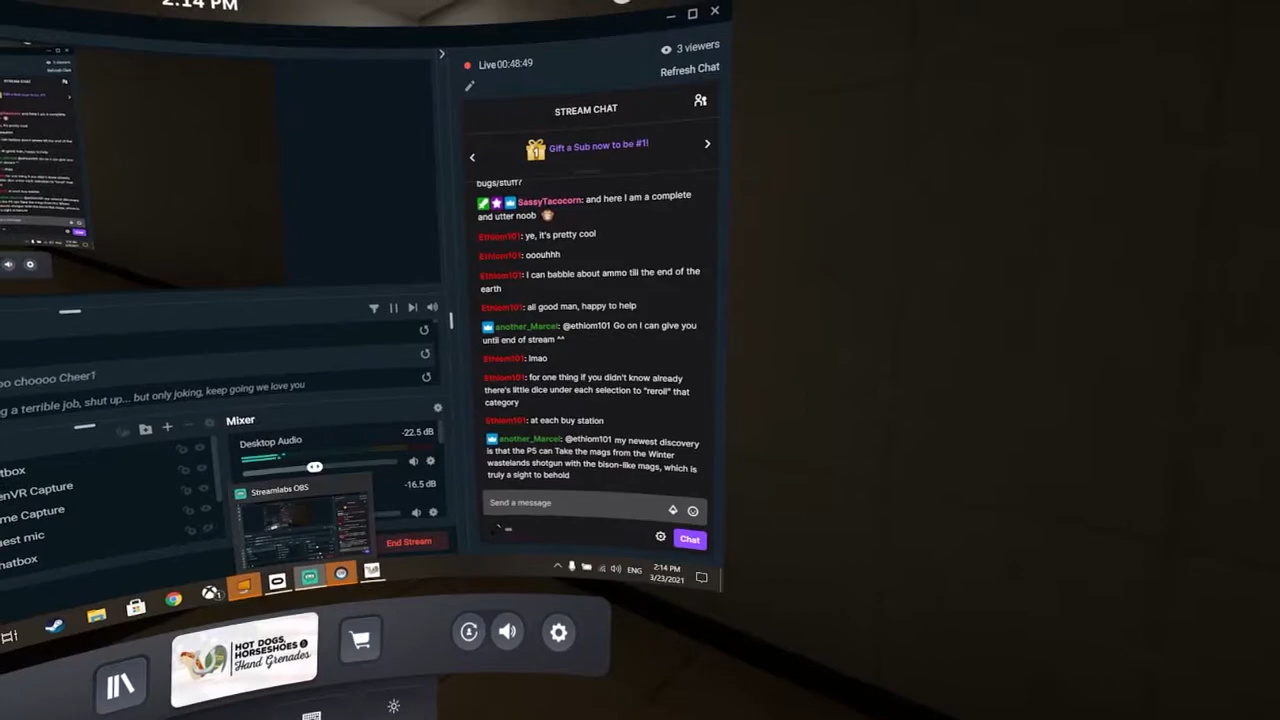 2:14 PM
3 viewers
Live 00:48:49
Refresh Chat
STREAM CHAT
1
Gift a Sub now to be #1!
bugs/stuff?
SassyTacocorn: and here I am a complete
and utter noob
Ethiom101: ye, it's pretty cool
Ethiom101: ooouhhh
Ethiom101: I can babble about ammo till the end of the
earth
Ethiom101: all good man, happy to help
another_Marcel: @ethiom101 Go on I can give you
until end of stream ^^
Ethiom101: lmao
Ethiom101: for one thing if you didn't know already
there's little dice under each selection to "reroll" that
category
Ethiom101: at each buy station
another_Marcel: @ethiom101 my newest discovery
is that the P5 can Take the mags from the Winter
wastelands shotgun with the bison-like mags, which is
truly a sight to behold
Send a message
Chat
oo choooo Cheer1
g a terrible job, shut up... but only joking, keep going we love you
Mixer
Desktop Audio
-22.5 dB
-16.5 dB
Streamlabs OBS
End Stream
atbox
enVR Capture
me Capture
uest mic
hatbox
ENG
2:14 PM
3/23/2021
HOT DOGS,
HORSESHOES &
Hand Grenades